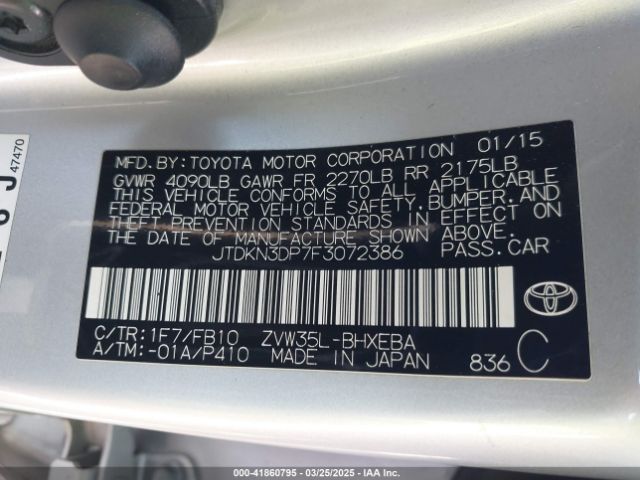 47470
MFD.BY: TOYOTA MOTOR CORPORATION 01/15
GVWR 4090LB GAWR FR 2270LB RR 2175LB
THIS VEHICLE CONFORMS TO ALL APPLICABLE
FEDERAL MOTOR VEHICLE SAFETY, BUMPER, AND
THEFT PREVENTION STANDARDS IN EFFECT ON
THE DATE OF MANUFACTURE SHOWN ABOVE.
JTDKN3DP7F3072386 PASS.CAR
C/TR: 1F7/FB10 ZVW35L-BHXEBA
A/TM: -01A/P410 MADE IN JAPAN 836 C
000-41860795 - 03/25/2025 - IAA Inc.